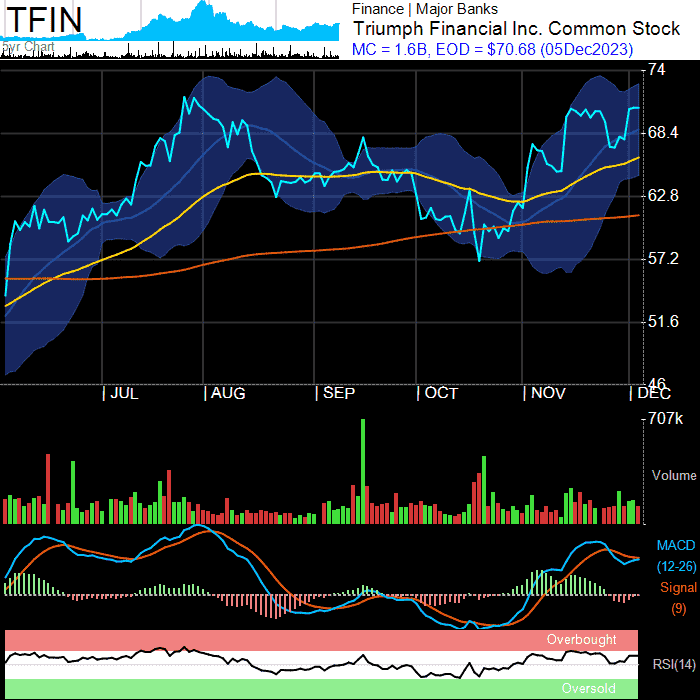 TFIN
5yr Chart
Finance | Major Banks
Triumph Financial Inc. Common Stock
MC = 1.6B, EOD = $70.68 (05Dec2023)
74
68.4
62.8
57.2
51.6
46
JUL AUG SEP OCT NOV DEC
707k
Volume
MACD
(12-26)
Signal
(9)
Overbought
RSI(14)
Oversold